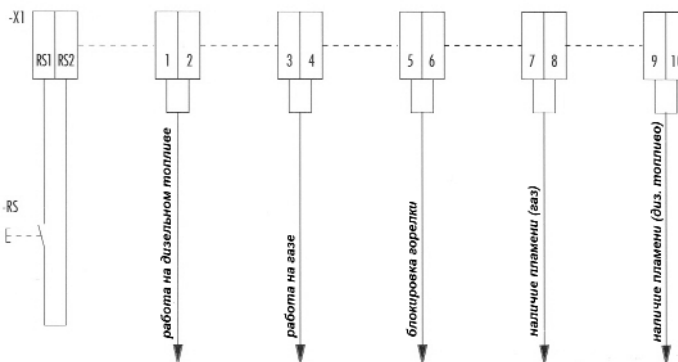 -X1
RS1 RS2 1 2 3 4 5 6 7 8 9 10
-RS
работа на дизельном топливе
работа на газе
блокировка горелки
наличие пламени (газ)
наличие пламени (диз. топливо)